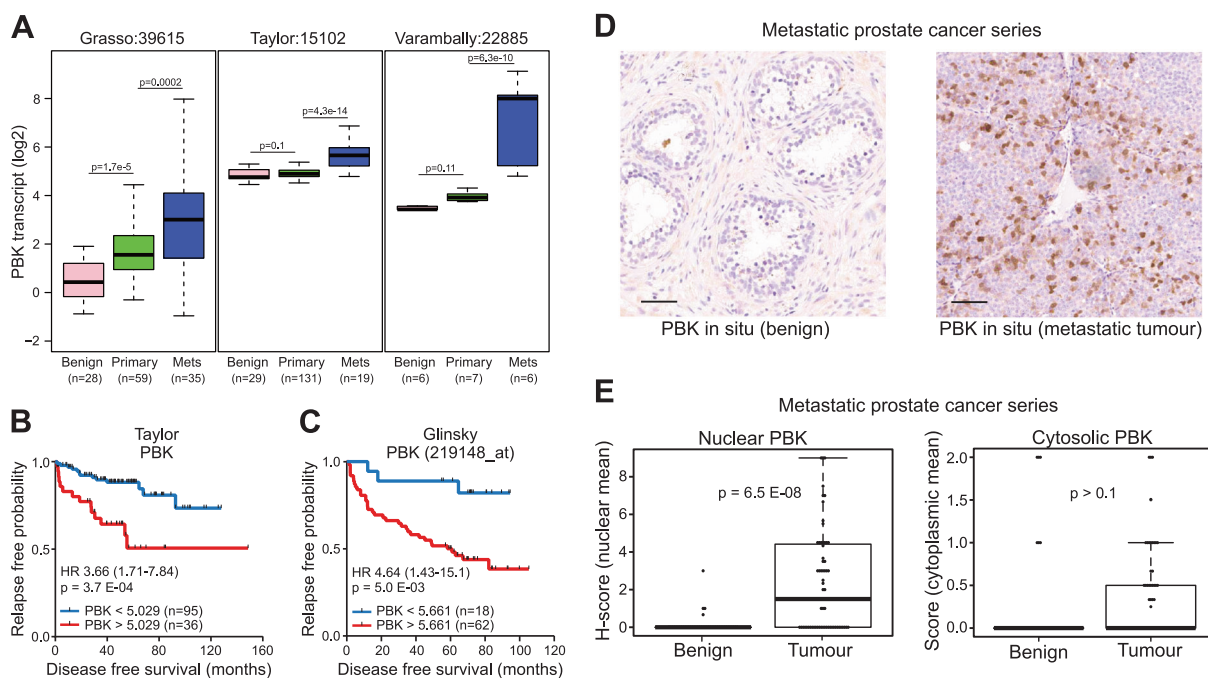 A
Grasso:39615
Taylor:15102
Varambally:22885
PBK transcript (log2)
8
6
4
2
0
−2
p=1.7e-5
p=0.0002
p=0.1
p=4.3e-14
p=0.11
p=6.3e-10
Benign Primary Mets
(n=28) (n=59) (n=35)
Benign Primary Mets
(n=29) (n=131) (n=19)
Benign Primary Mets
(n=6) (n=7) (n=6)
B
Taylor
PBK
Relapse free probability
1.0
0.5
0.0
HR 3.66 (1.71-7.84)
p = 3.7 E-04
PBK < 5.029 (n=95)
PBK > 5.029 (n=36)
0 50 100 150
Disease free survival (months)
C
Glinsky
PBK (219148_at)
Relapse free probability
1.0
0.5
0.0
HR 4.64 (1.43-15.1)
p = 5.0 E-03
PBK < 5.661 (n=18)
PBK > 5.661 (n=62)
0 20 40 60 80 100 120
Disease free survival (months)
D
Metastatic prostate cancer series
PBK in situ (benign)
PBK in situ (metastatic tumour)
E
Metastatic prostate cancer series
Nuclear PBK
H-score (nuclear mean)
8
6
4
2
0
p = 6.5 E-08
Benign Tumour
Cytosolic PBK
Score (cytoplasmic mean)
2.0
1.5
1.0
0.5
0.0
p > 0.1
Benign Tumour